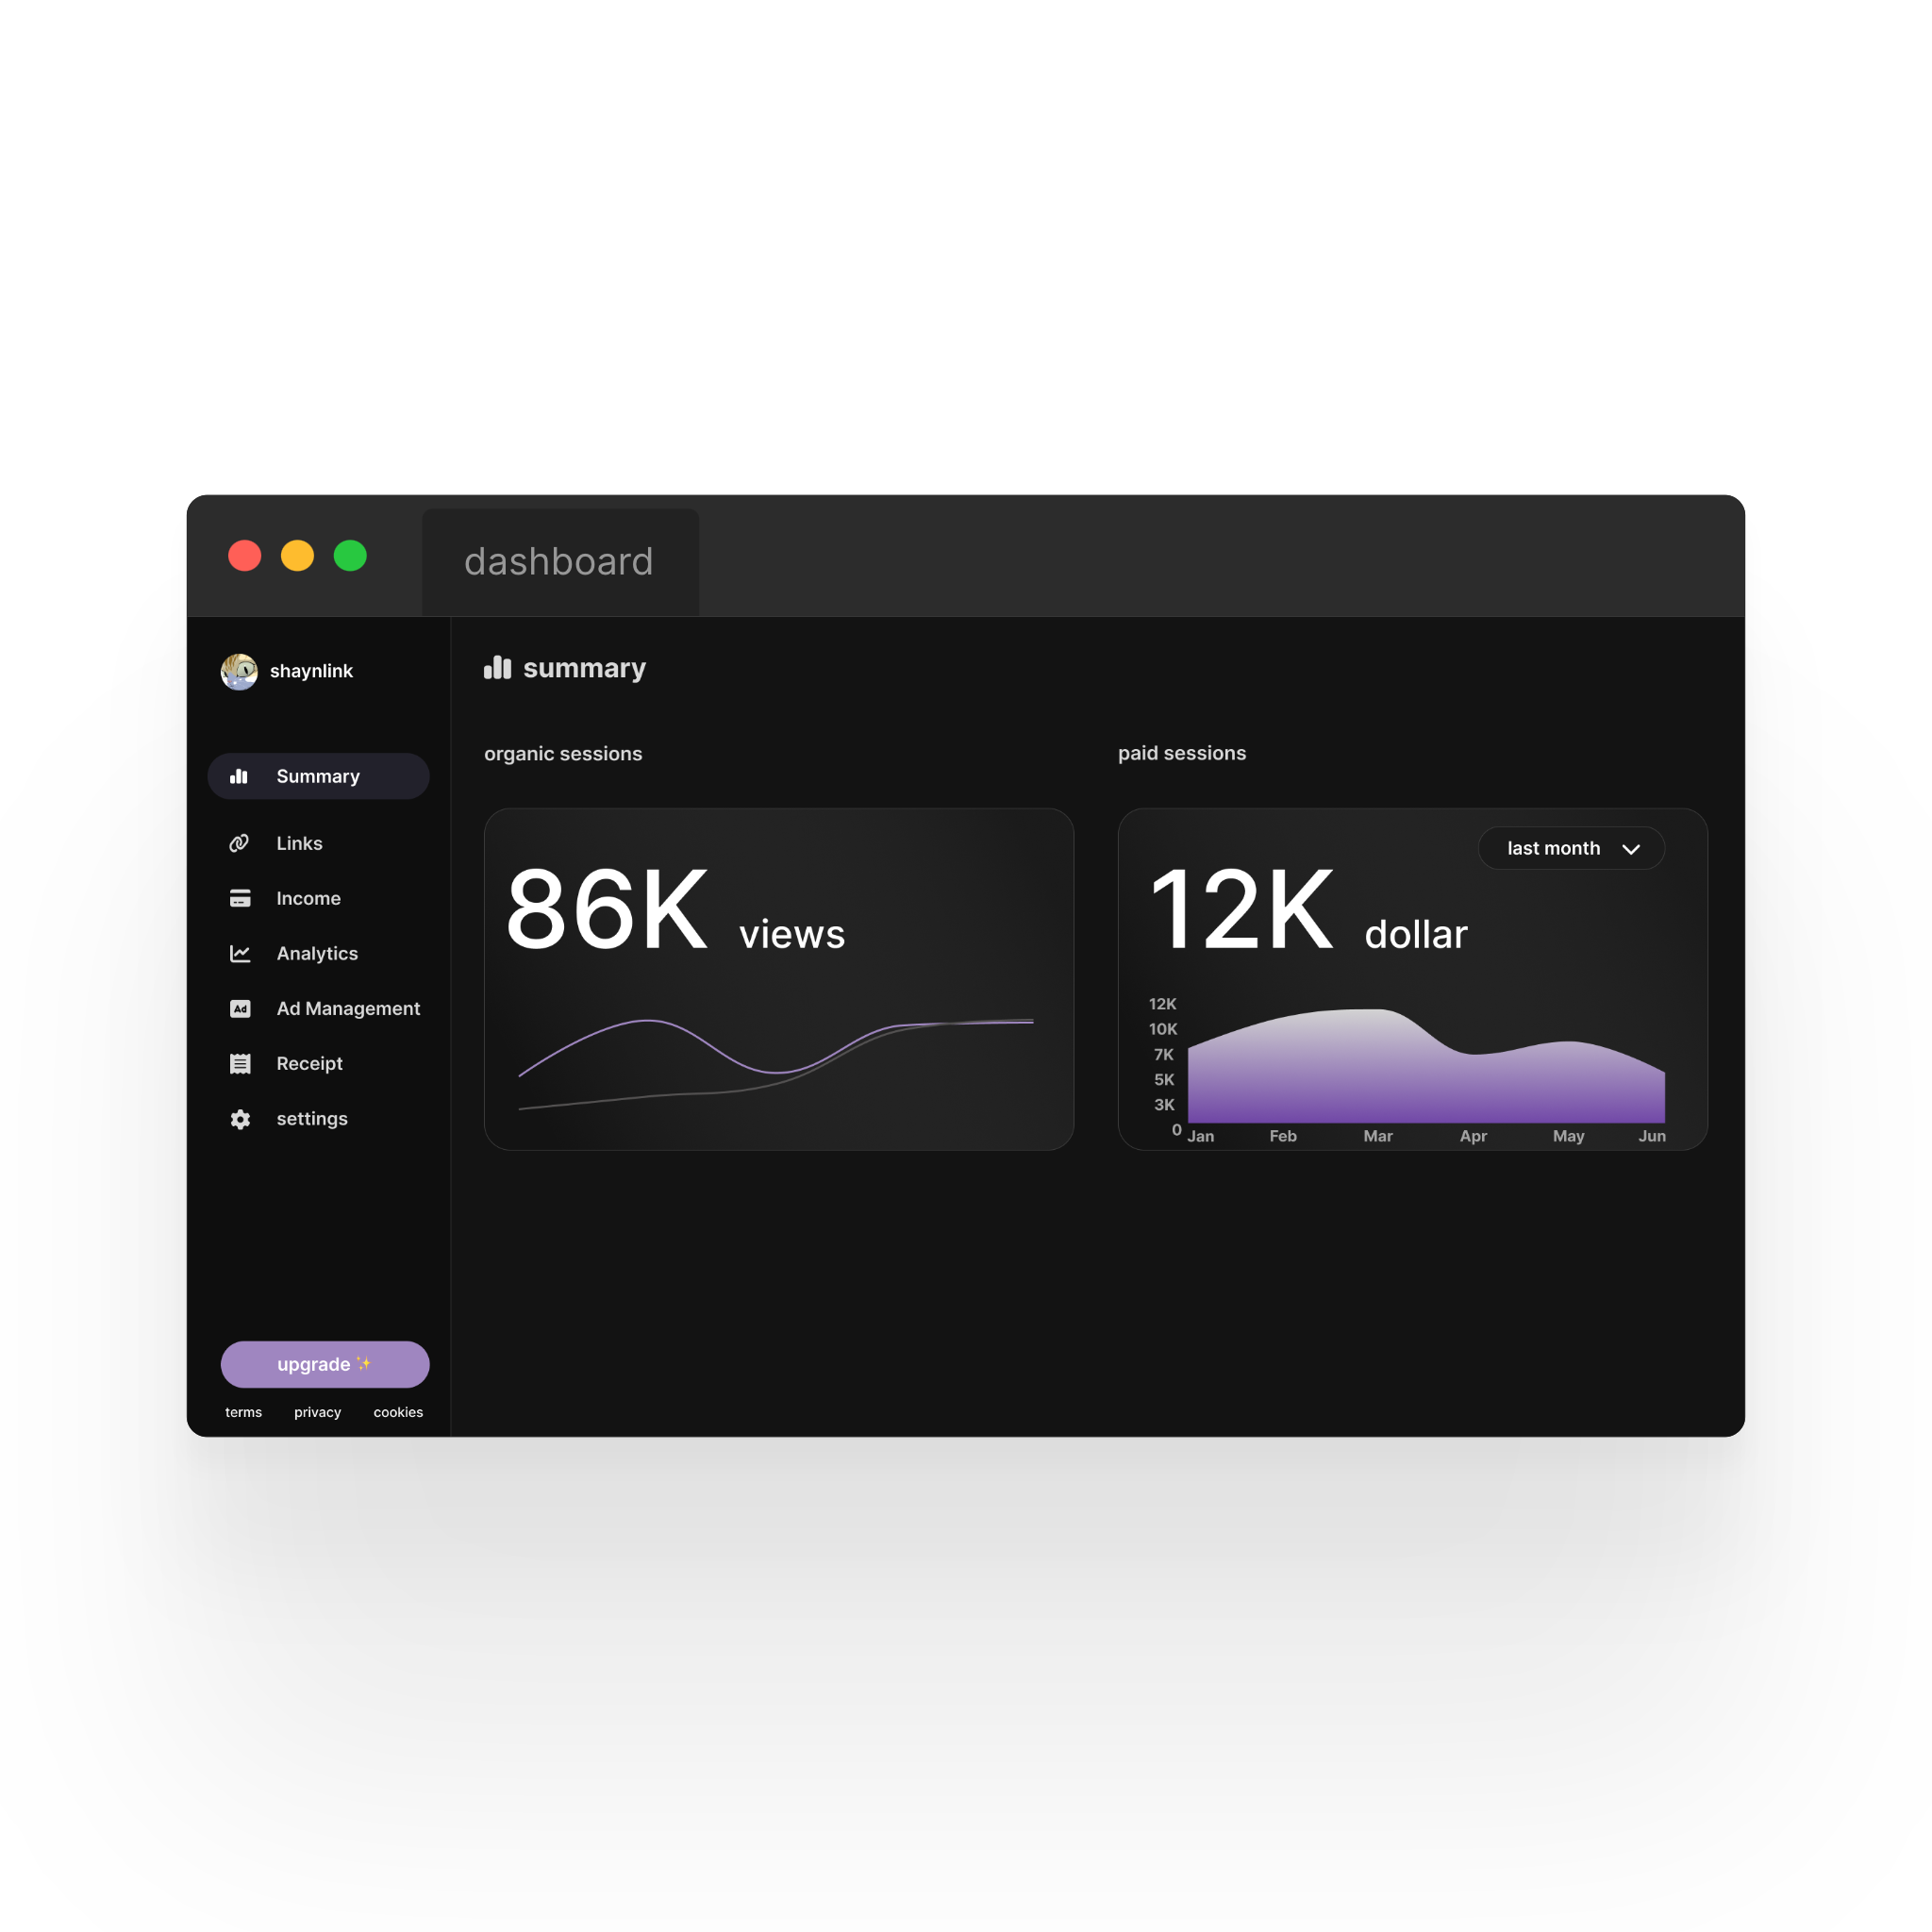 dashboard
shaynlink
Summary
Links
Income
Analytics
Ad Management
Receipt
settings
upgrade ✨
terms privacy cookies
summary
organic sessions
86K views
paid sessions
last month
12K dollar
12K
10K
7K
5K
3K
0
Jan Feb Mar Apr May Jun